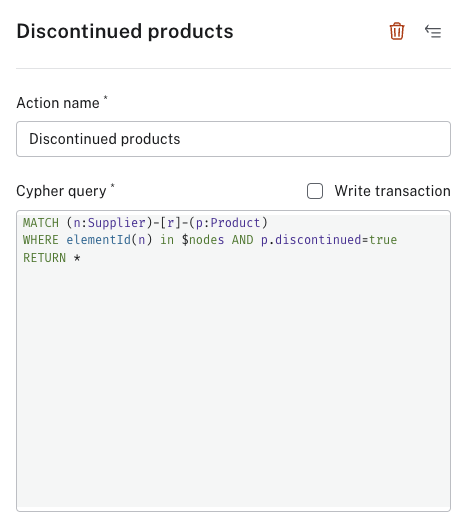 Discontinued products
Action name *
Discontinued products
Cypher query * Write transaction
MATCH (n:Supplier)-[r]-(p:Product)
WHERE elementId(n) in $nodes AND p.discontinued=true
RETURN *